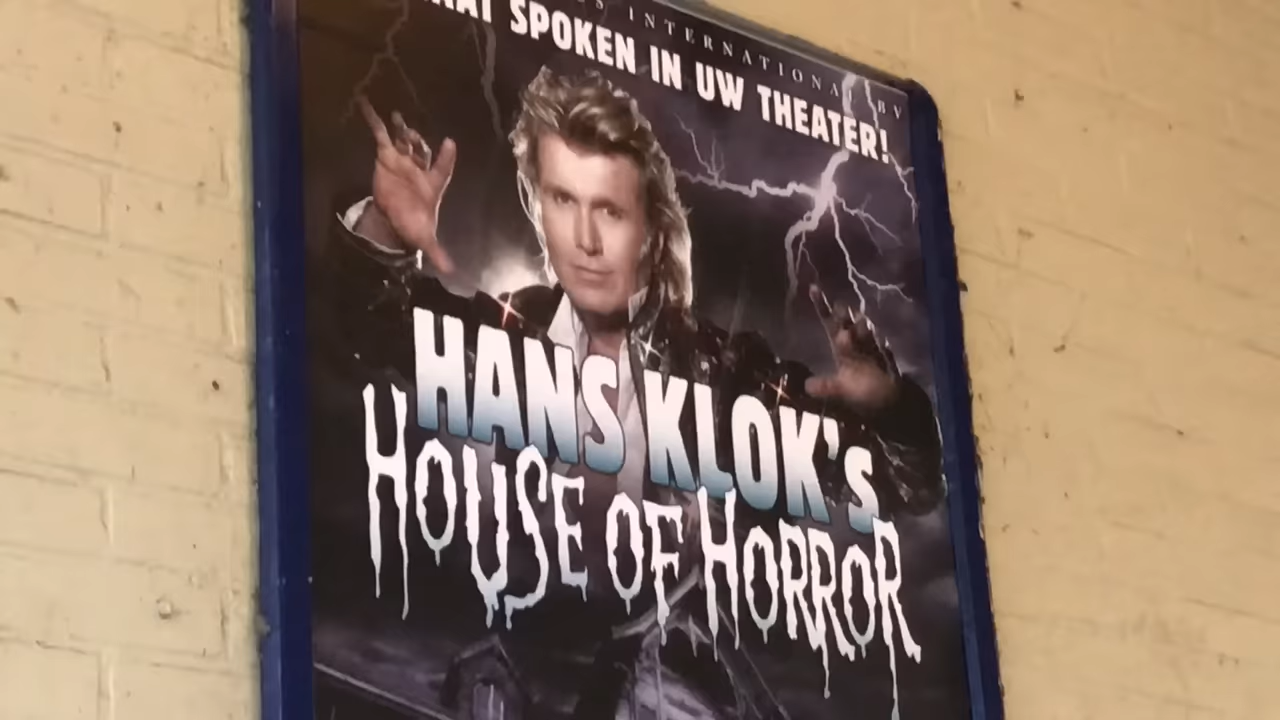 INTERNATIONAL BV
SPOKEN IN UW THEATER!
HANS KLOK's
HOUSE OF HORROR